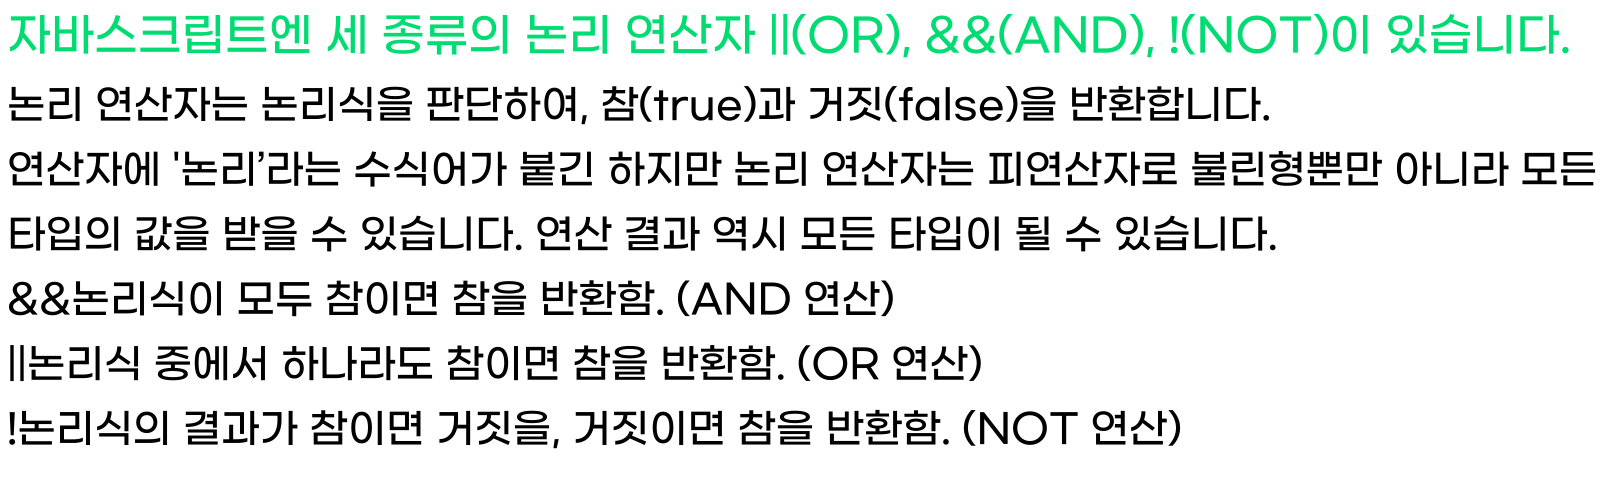 자바스크립트엔 세 종류의 논리 연산자 ||(OR), &&(AND), !(NOT)이 있습니다.
논리 연산자는 논리식을 판단하여, 참(true)과 거짓(false)을 반환합니다.
연산자에 '논리’라는 수식어가 붙긴 하지만 논리 연산자는 피연산자로 불린형뿐만 아니라 모든
타입의 값을 받을 수 있습니다. 연산 결과 역시 모든 타입이 될 수 있습니다.
&&논리식이 모두 참이면 참을 반환함. (AND 연산)
||논리식 중에서 하나라도 참이면 참을 반환함. (OR 연산)
!논리식의 결과가 참이면 거짓을, 거짓이면 참을 반환함. (NOT 연산)